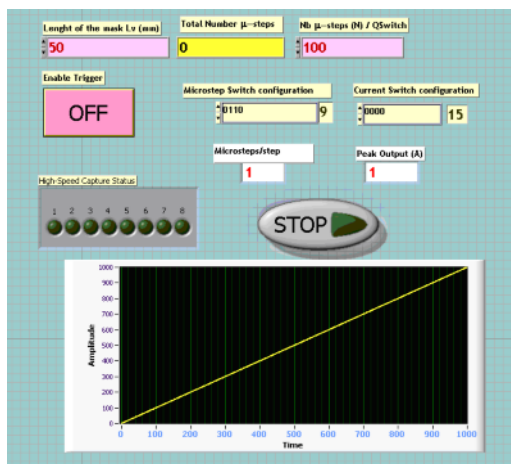 Lenght of the mask Lv (mm)
Total Number µ-steps
Nb µ-steps (N) / QSwitch
50
0
100
Enable Trigger
OFF
Microstep Switch configuration
Current Switch configuration
0110
9
0000
15
Microsteps/step
Peak Output (A)
1
1
High-Speed Capture Status
1 2 3 4 5 6 7 8
STOP
1000
900
800
700
600
500
400
300
200
100
0
Amplitude
0 100 200 300 400 500 600 700 800 900 1000
Time